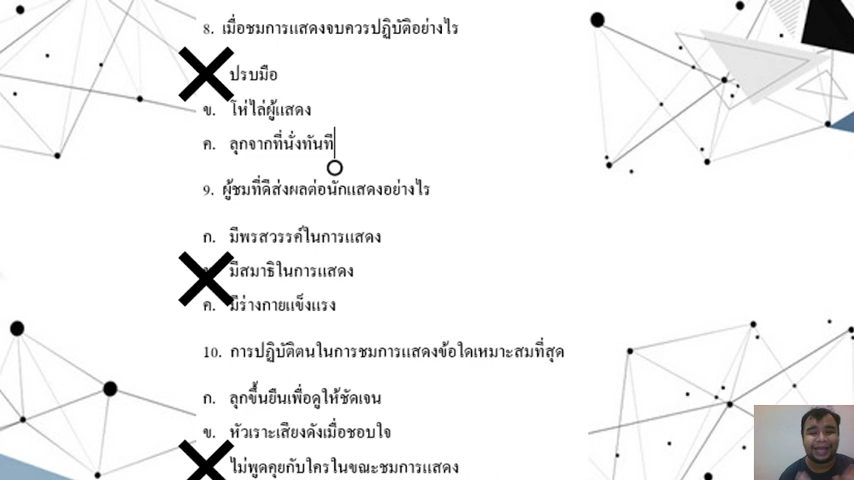 8. เมื่อชมการแสดงจบควรปฏิบัติอย่างไร
ปรบมือ
ข. โห่ไล่ผู้แสดง
ค. ลุกจากที่นั่งทันที
9. ผู้ชมที่ดีส่งผลต่อนักแสดงอย่างไร
ก. มีพรสวรรค์ในการแสดง
มีสมาธิในการแสดง
ค. มีร่างกายแข็งแรง
10. การปฏิบัติตนในการชมการแสดงข้อใดเหมาะสมที่สุด
ก. ลุกขึ้นยืนเพื่อดูให้ชัดเจน
ข. หัวเราะเสียงดังเมื่อชอบใจ
ไม่พูดคุยกับใครในขณะชมการแสดง